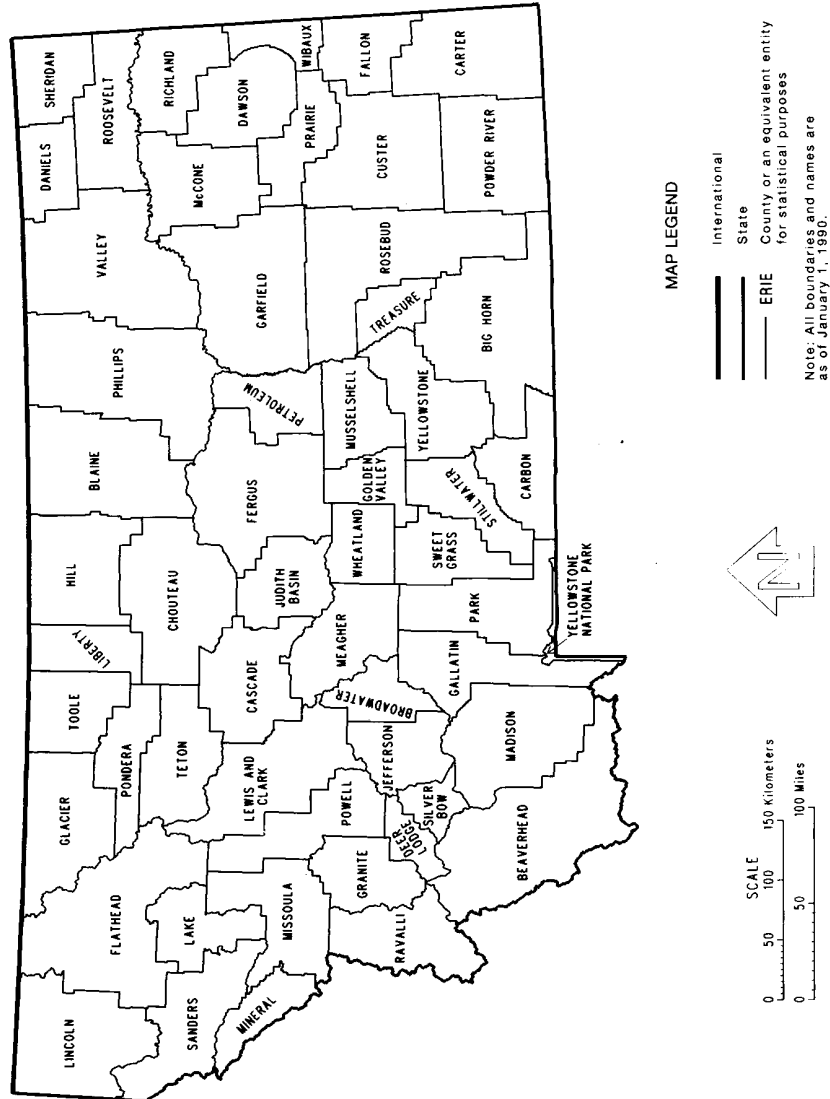 LINCOLN
FLATHEAD
GLACIER
TOOLE
LIBERTY
HILL
BLAINE
PHILLIPS
VALLEY
DANIELS
SHERIDAN
ROOSEVELT
SANDERS
LAKE
PONDERA
TETON
CHOUTEAU
McCONE
RICHLAND
MINERAL
MISSOULA
LEWIS AND
CLARK
CASCADE
JUDITH
BASIN
FERGUS
PETROLEUM
GARFIELD
DAWSON
PRAIRIE
WIBAUX
POWELL
GRANITE
RAVALLI
DEER
LODGE
SILVER
BOW
JEFFERSON
BROADWATER
MEAGHER
WHEATLAND
GOLDEN
VALLEY
MUSSELSHELL
TREASURE
ROSEBUD
CUSTER
FALLON
BEAVERHEAD
MADISON
GALLATIN
PARK
SWEET
GRASS
STILLWATER
YELLOWSTONE
CARBON
BIG HORN
POWDER RIVER
CARTER
YELLOWSTONE
NATIONAL PARK
SCALE
0 50 100 150 Kilometers
0 50 100 Miles
N
MAP LEGEND
International
State
ERIE County or an equivalent entity
for statistical purposes
Note: All boundaries and names are
as of January 1, 1990.